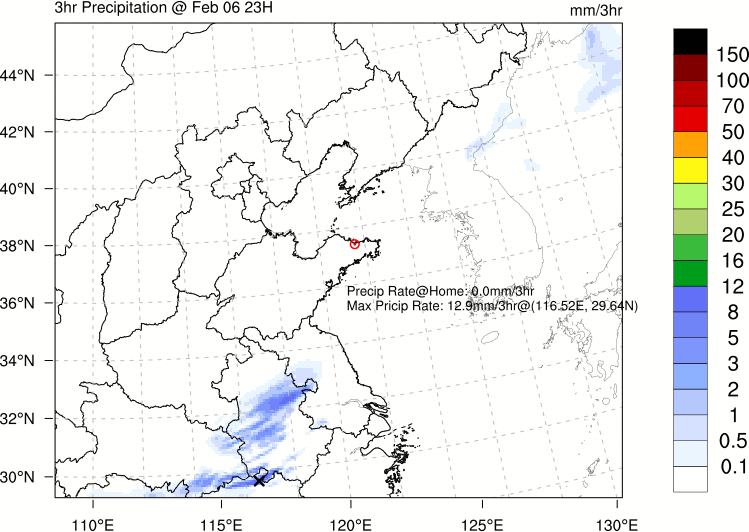 3hr Precipitation @ Feb 06 23H
mm/3hr
44°N
42°N
40°N
38°N
36°N
34°N
32°N
30°N
Precip Rate@Home: 0.0mm/3hr
Max Pricip Rate: 12.9mm/3hr@(116.52E, 29.64N)
110°E
115°E
120°E
125°E
130°E
150
100
70
50
40
30
25
20
16
12
8
5
3
2
1
0.5
0.1